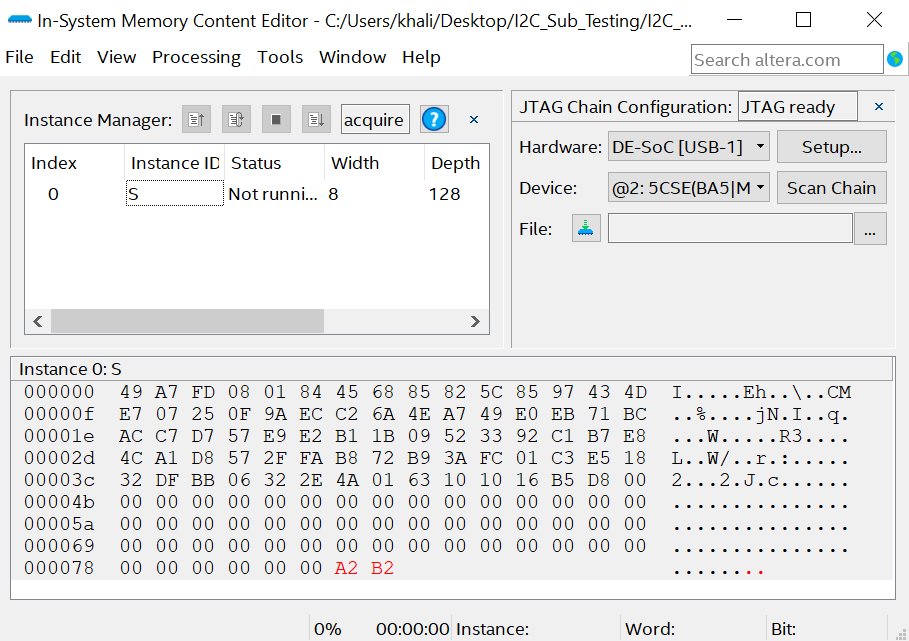 In-System Memory Content Editor - C:/Users/khali/Desktop/I2C_Sub_Testing/I2C_...
File Edit View Processing Tools Window Help
Search altera.com
Instance Manager: acquire ?
Index Instance ID Status Width Depth
0 S Not runni... 8 128
JTAG Chain Configuration: JTAG ready
Hardware: DE-SoC [USB-1] Setup...
Device: @2: 5CSE(BA5|M Scan Chain
File: ...
Instance 0: S
000000 49 A7 FD 08 01 84 45 68 85 82 5C 85 97 43 4D I.....Eh..\..CM
00000f E7 07 25 0F 9A EC C2 6A 4E A7 49 E0 EB 71 BC ..%....jN.I..q.
00001e AC C7 D7 57 E9 E2 B1 1B 09 52 33 92 C1 B7 E8 ...W.....R3....
00002d 4C A1 D8 57 2F FA B8 72 B9 3A FC 01 C3 E5 18 L..W/..r.:.....
00003c 32 DF BB 06 32 2E 4A 01 63 10 10 16 B5 D8 00 2...2.J.c......
00004b 00 00 00 00 00 00 00 00 00 00 00 00 00 00 00 ...............
00005a 00 00 00 00 00 00 00 00 00 00 00 00 00 00 00 ...............
000069 00 00 00 00 00 00 00 00 00 00 00 00 00 00 00 ...............
000078 00 00 00 00 00 00 A2 B2 ........
0% 00:00:00 Instance: Word: Bit: